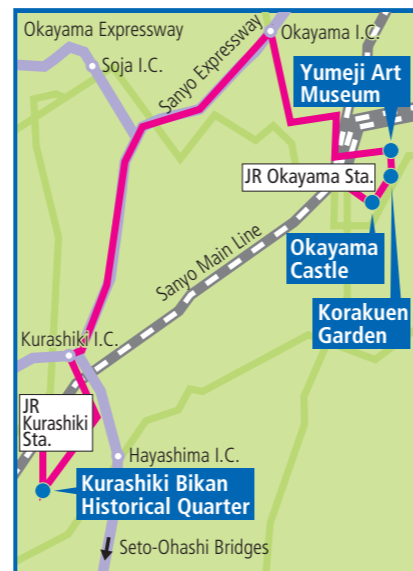 Okayama Expressway
Okayama I.C.
Soja I.C.
Sanyo Expressway
Yumeji Art
Museum
JR Okayama Sta.
Okayama
Castle
Sanyo Main Line
Korakuen
Garden
Kurashiki I.C.
JR
Kurashiki
Sta.
Hayashima I.C.
Kurashiki Bikan
Historical Quarter
Seto-Ohashi Bridges